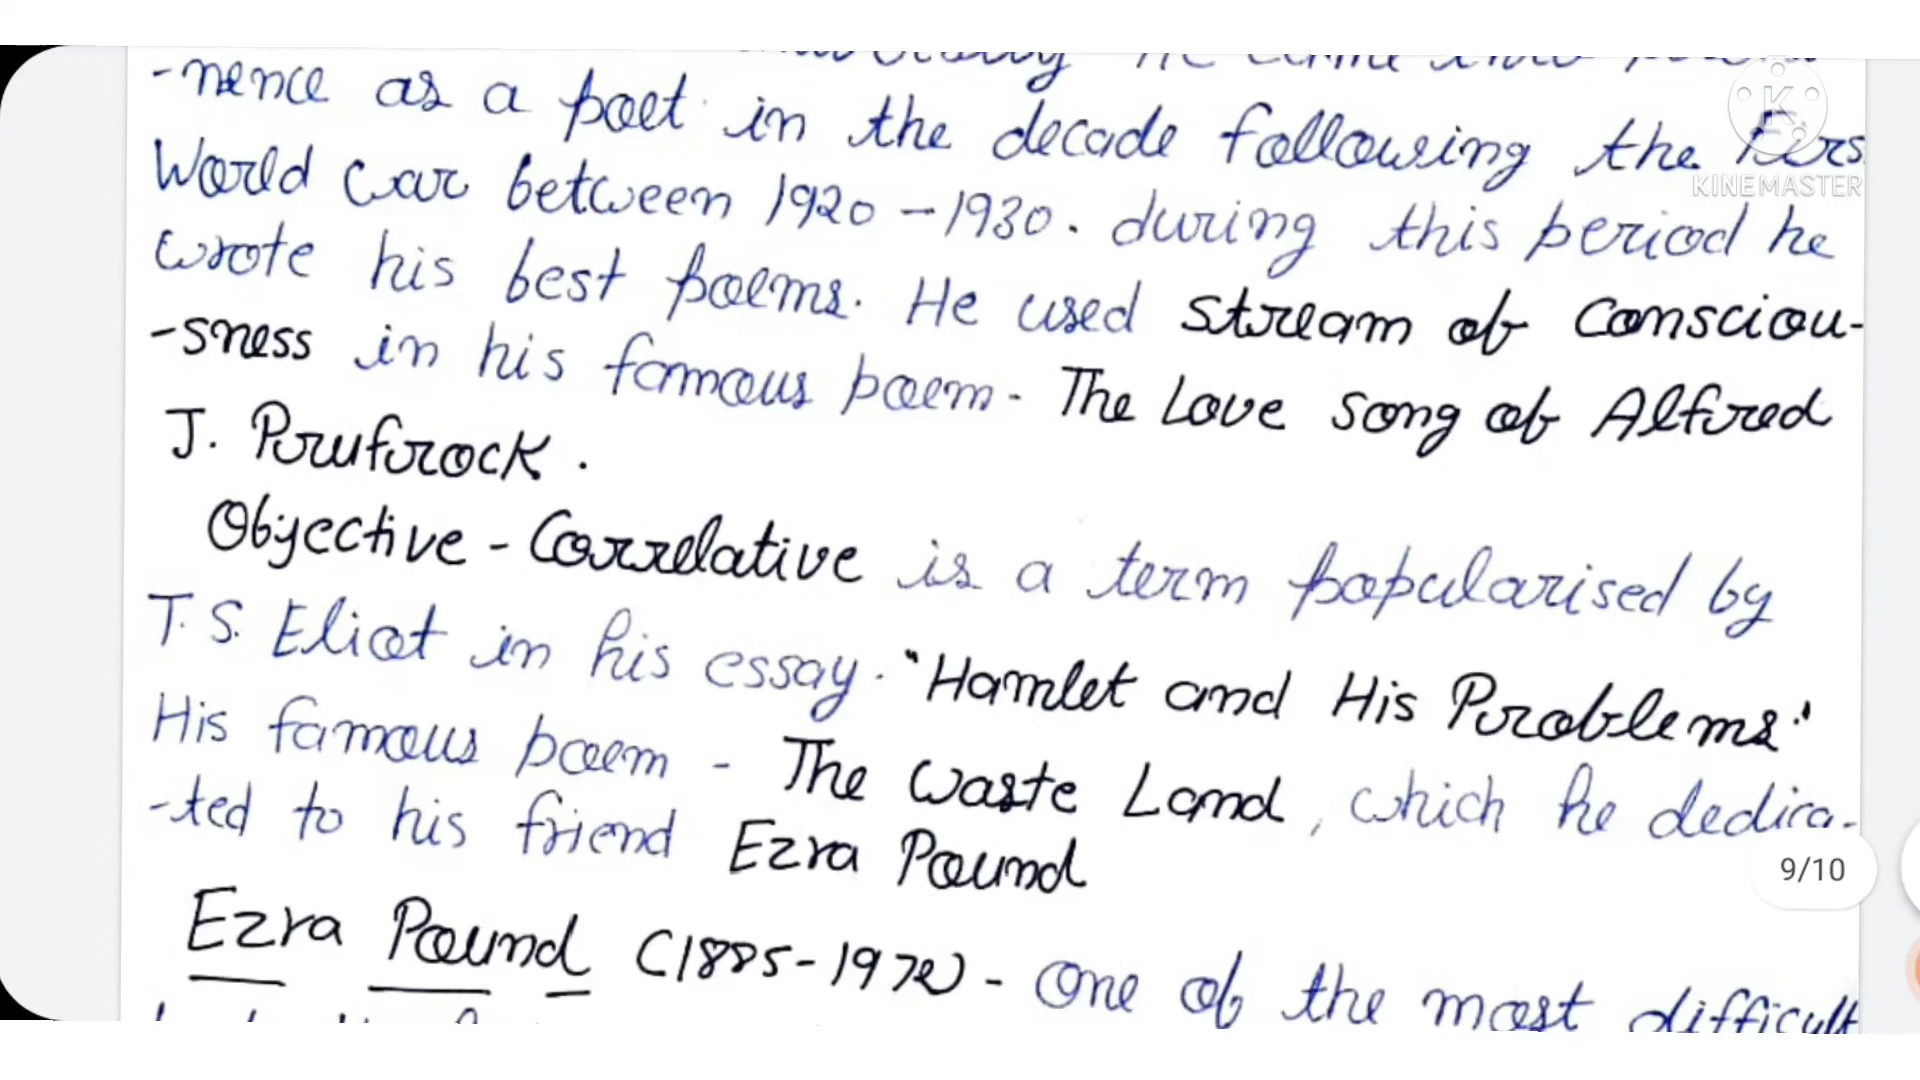 he came into
-nence as a poet in the decade following the Firs
World war between 1920-1930. during this period he
wrote his best poems. He used Stream of Consciou-
-sness in his famous poem - The Love Song of Alfred
J. Prufrock.
Objective - Correlative is a term popularised by
T.S. Eliot in his essay. "Hamlet and His Problems."
His famous poem - The Waste Land, which he dedica-
-ted to his friend Ezra Pound
Ezra Pound (1885-1972) - One of the most difficult
KINEMASTER
9/10